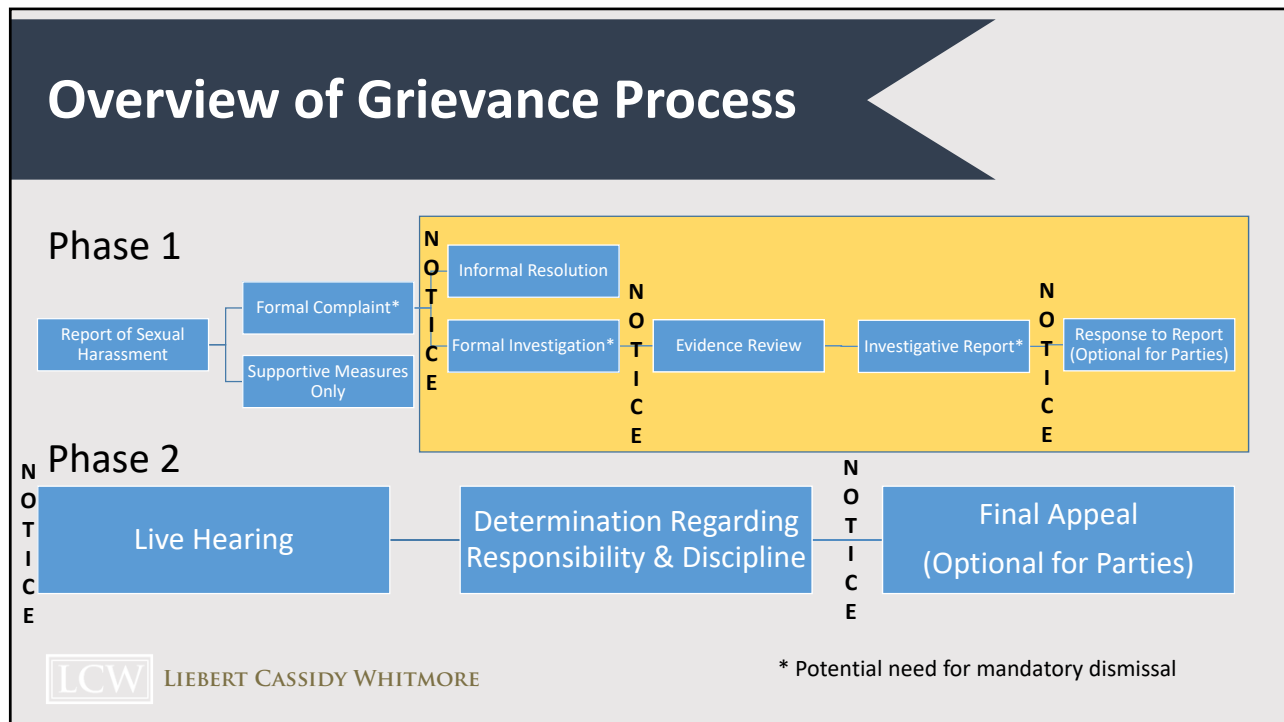 Overview of Grievance Process
Phase 1
Report of Sexual
Harassment
Formal Complaint*
Supportive Measures
Only
NOTICE
Informal Resolution
Formal Investigation*
NOTICE
Evidence Review
Investigative Report*
NOTICE
Response to Report
(Optional for Parties)
Phase 2
NOTICE
Live Hearing
Determination Regarding
Responsibility & Discipline
NOTICE
Final Appeal
(Optional for Parties)
LCW LIEBERT CASSIDY WHITMORE
* Potential need for mandatory dismissal